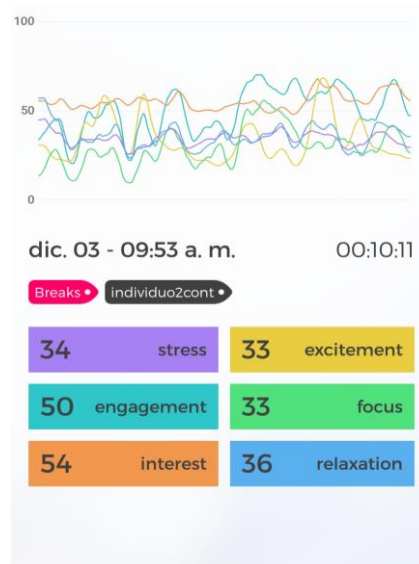 100
50
0
dic. 03 - 09:53 a. m. 00:10:11
Breaks individuo2cont
34 stress 33 excitement
50 engagement 33 focus
54 interest 36 relaxation